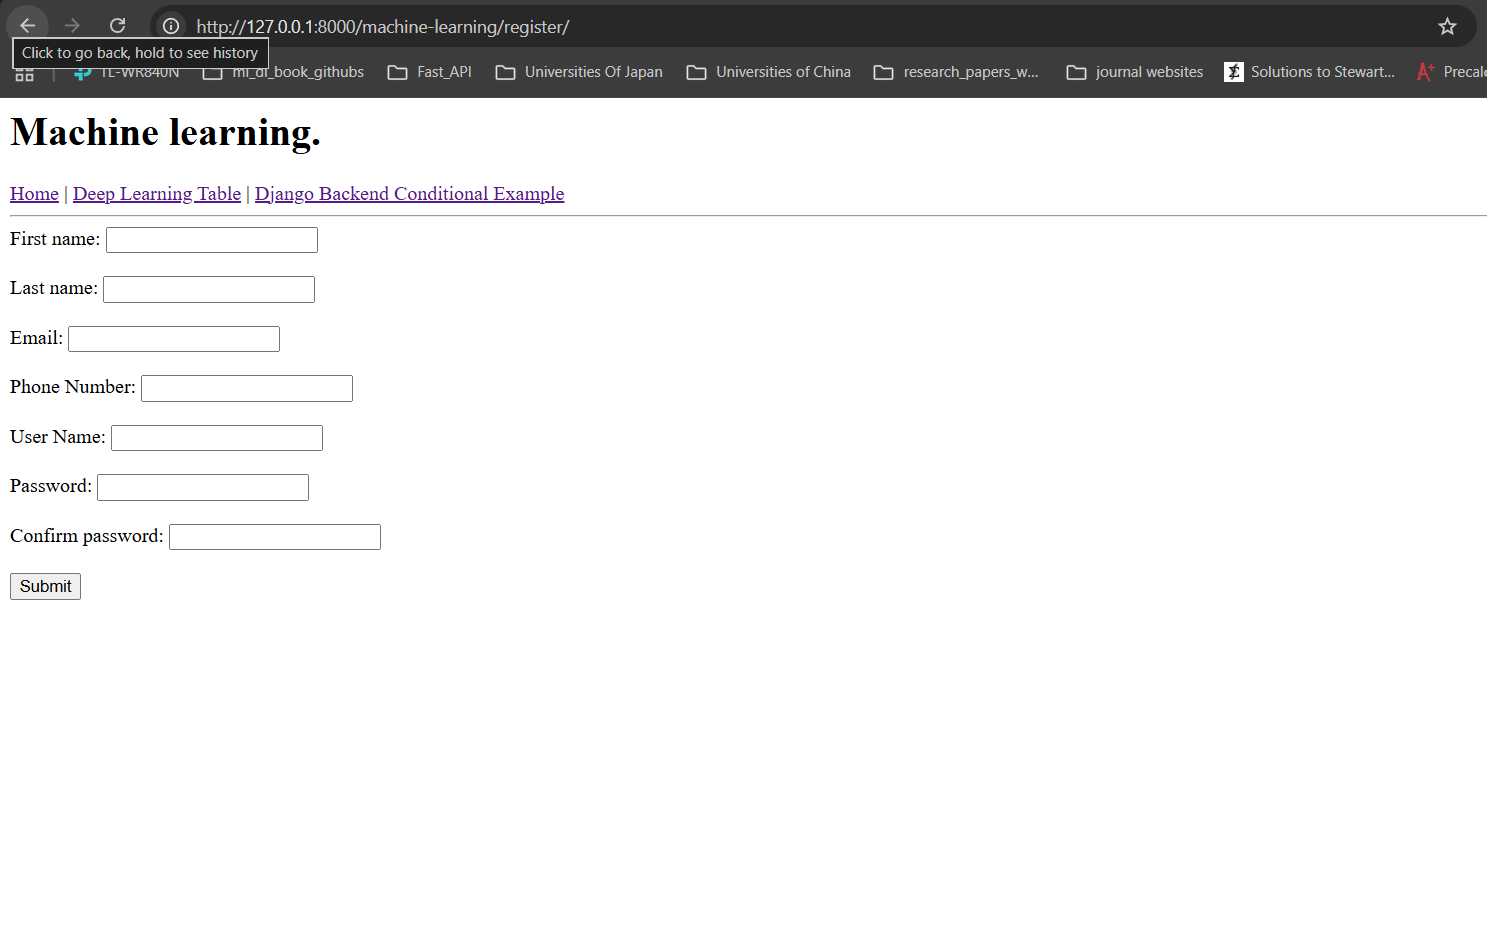 http://127.0.0.1:8000/machine-learning/register/
Click to go back, hold to see history
TL-WR840N ml_dl_book_githubs Fast_API Universities Of Japan Universities of China research_papers_w... journal websites Solutions to Stewart... A+
Machine learning.
Home | Deep Learning Table | Django Backend Conditional Example
First name:
Last name:
Email:
Phone Number:
User Name:
Password:
Confirm password:
Submit